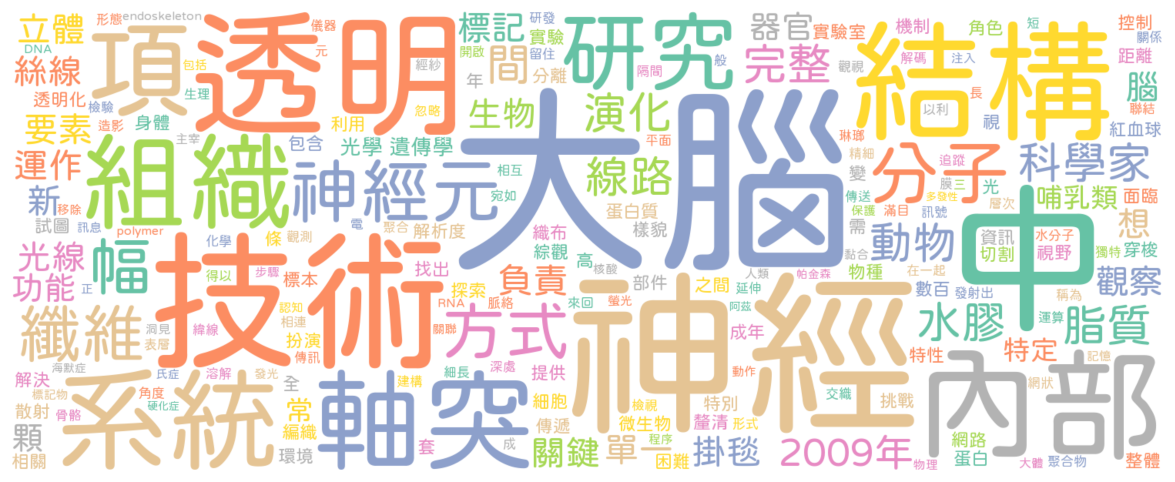 立體
形態
endoskeleton
DNA
項
包括
生理
透明
儀器
元
經紗
忽略
標記
研發
實驗
開啟
留住
間
年
分離
研究
隔間
般
完整
器官
實驗室
觀視
機制
解碼
角色
注入
短
控制
關係
距離
絲線
透明化
檢驗
要素
造影
身體
主宰
包含
利用
光學
遺傳學
生物
演化
平面
大腦
琳瑯
精細
結構
以利
長
腦
聯結
紅血球
運作
組織
神經元
相互
宛如
線路
蛋白質
樣貌
變
分子
追蹤
膜
三
光
視
科學家
層次
哺乳類
面臨
新
移除
試圖
訊息
polymer
條
觀測
電
聚合
解析度
織布
綜觀
高
核酸
傳送
保護
多發性
滿目
訊號
需
黏合
動物
中
資訊
切割
水分子
視野
想
獨特
穿梭
光線
功能
正
幅
化學
得以
步驟
標本
技術
找出
探索
負責
部件
之間
延伸
人類
帕金森
物種
在一起
數百
發射出
稱為
觀察
纖維
洞見
表層
緯線
認知
相連
扮演
傳訊
RNA
脈絡
關聯
方式
來回
螢光
阿茲
成年
神經
動作
水膠
運算
脂質
特性
特定
記憶
解決
海默症
標記物
氏症
溶解
發光
全
建構
細長
深處
提供
交織
挑戰
網狀
內部
散射
骨骼
角度
硬化症
系統
常
編織
軸突
細胞
傳遞
微生物
檢視
特別
釐清
形式
顆
相關
環境
套
成
關鍵
單一
程序
困難
掛毯
2009年
物理
網路
蛋白
大體
聚合物
整體